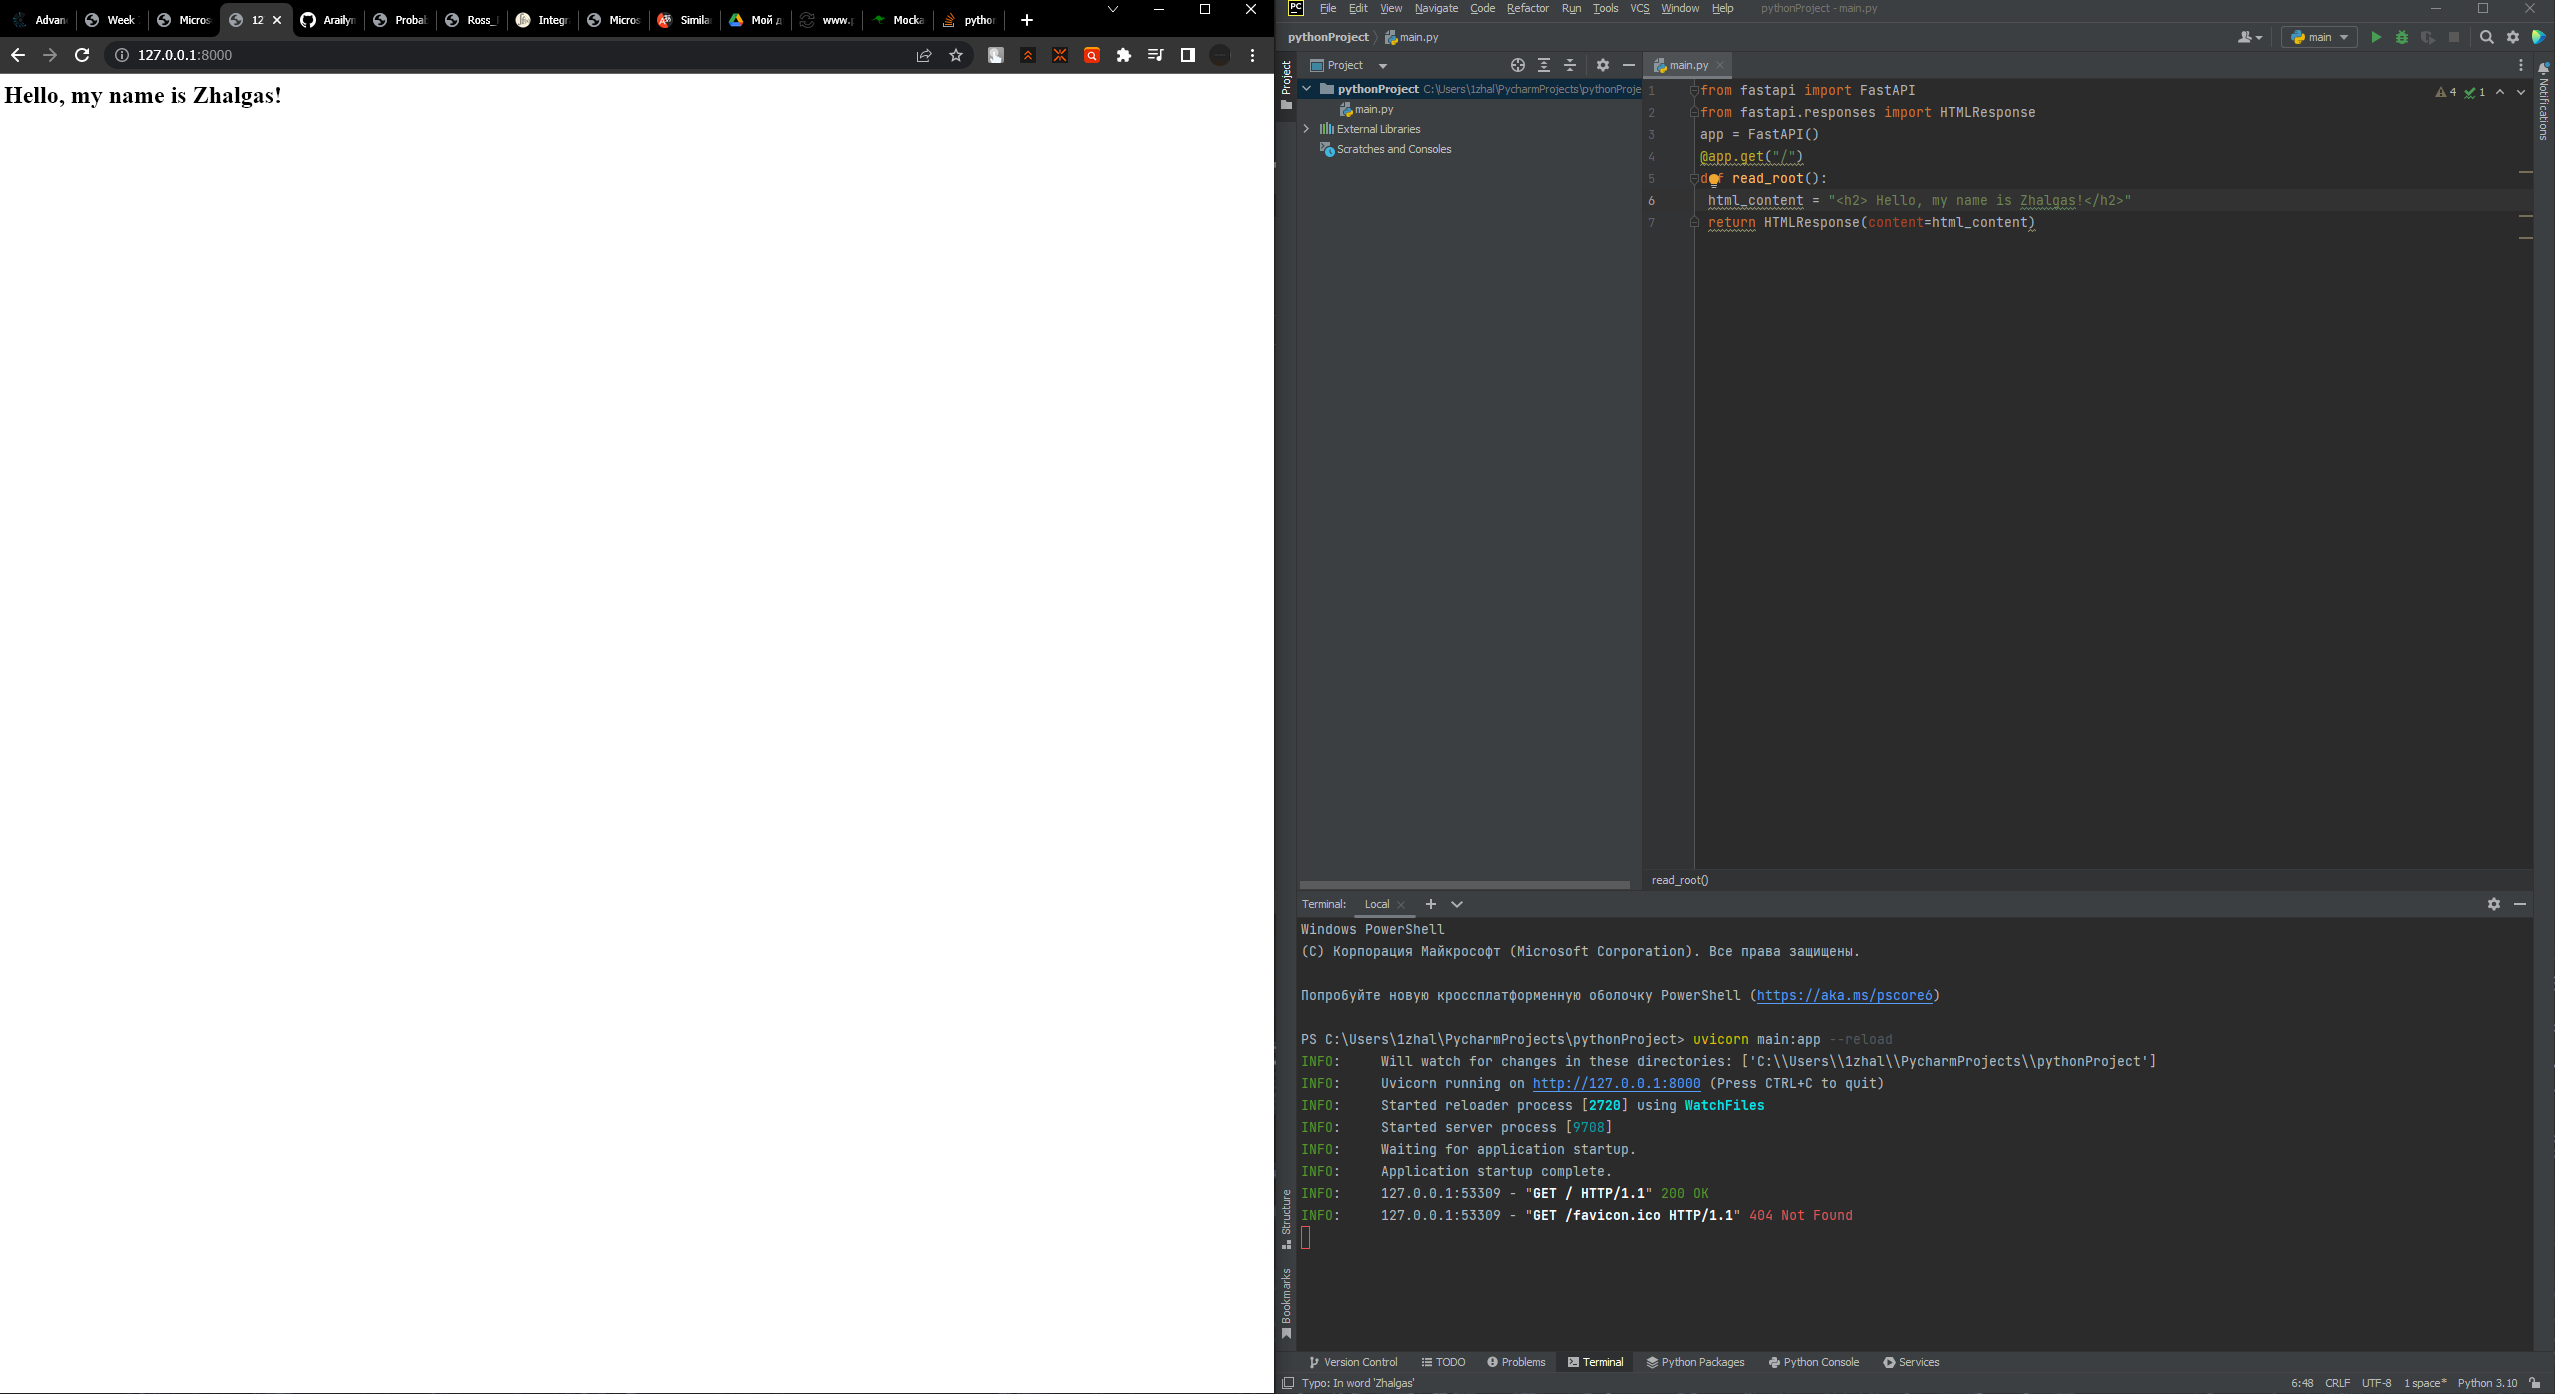 Advan
Week
Micros
12
Arailyn
Probab
Ross_
Integr
Micros
Simila
Мой д
www.p
Mocka
python
127.0.0.1:8000
Hello, my name is Zhalgas!
PC File Edit View Navigate Code Refactor Run Tools VCS Window Help pythonProject - main.py
pythonProject main.py main
Project
Project
main.py
Notifications
pythonProject C:\Users\1zhal\PycharmProjects\pythonProje
main.py
External Libraries
Scratches and Consoles
4 1
1 from fastapi import FastAPI
2 from fastapi.responses import HTMLResponse
3 app = FastAPI()
4 @app.get("/")
5 def read_root():
6 html_content = "<h2> Hello, my name is Zhalgas!</h2>"
7 return HTMLResponse(content=html_content)
read_root()
Terminal: Local
Windows PowerShell
(C) Корпорация Майкрософт (Microsoft Corporation). Все права защищены.
Попробуйте новую кроссплатформенную оболочку PowerShell (https://aka.ms/pscore6)
PS C:\Users\1zhal\PycharmProjects\pythonProject> uvicorn main:app --reload
INFO: Will watch for changes in these directories: ['C:\\Users\\1zhal\\PycharmProjects\\pythonProject']
INFO: Uvicorn running on http://127.0.0.1:8000 (Press CTRL+C to quit)
INFO: Started reloader process [2720] using WatchFiles
INFO: Started server process [9708]
INFO: Waiting for application startup.
INFO: Application startup complete.
INFO: 127.0.0.1:53309 - "GET / HTTP/1.1" 200 OK
INFO: 127.0.0.1:53309 - "GET /favicon.ico HTTP/1.1" 404 Not Found
Structure
Bookmarks
Version Control TODO Problems Terminal Python Packages Python Console Services
Typo: In word 'Zhalgas' 6:48 CRLF UTF-8 1 space* Python 3.10